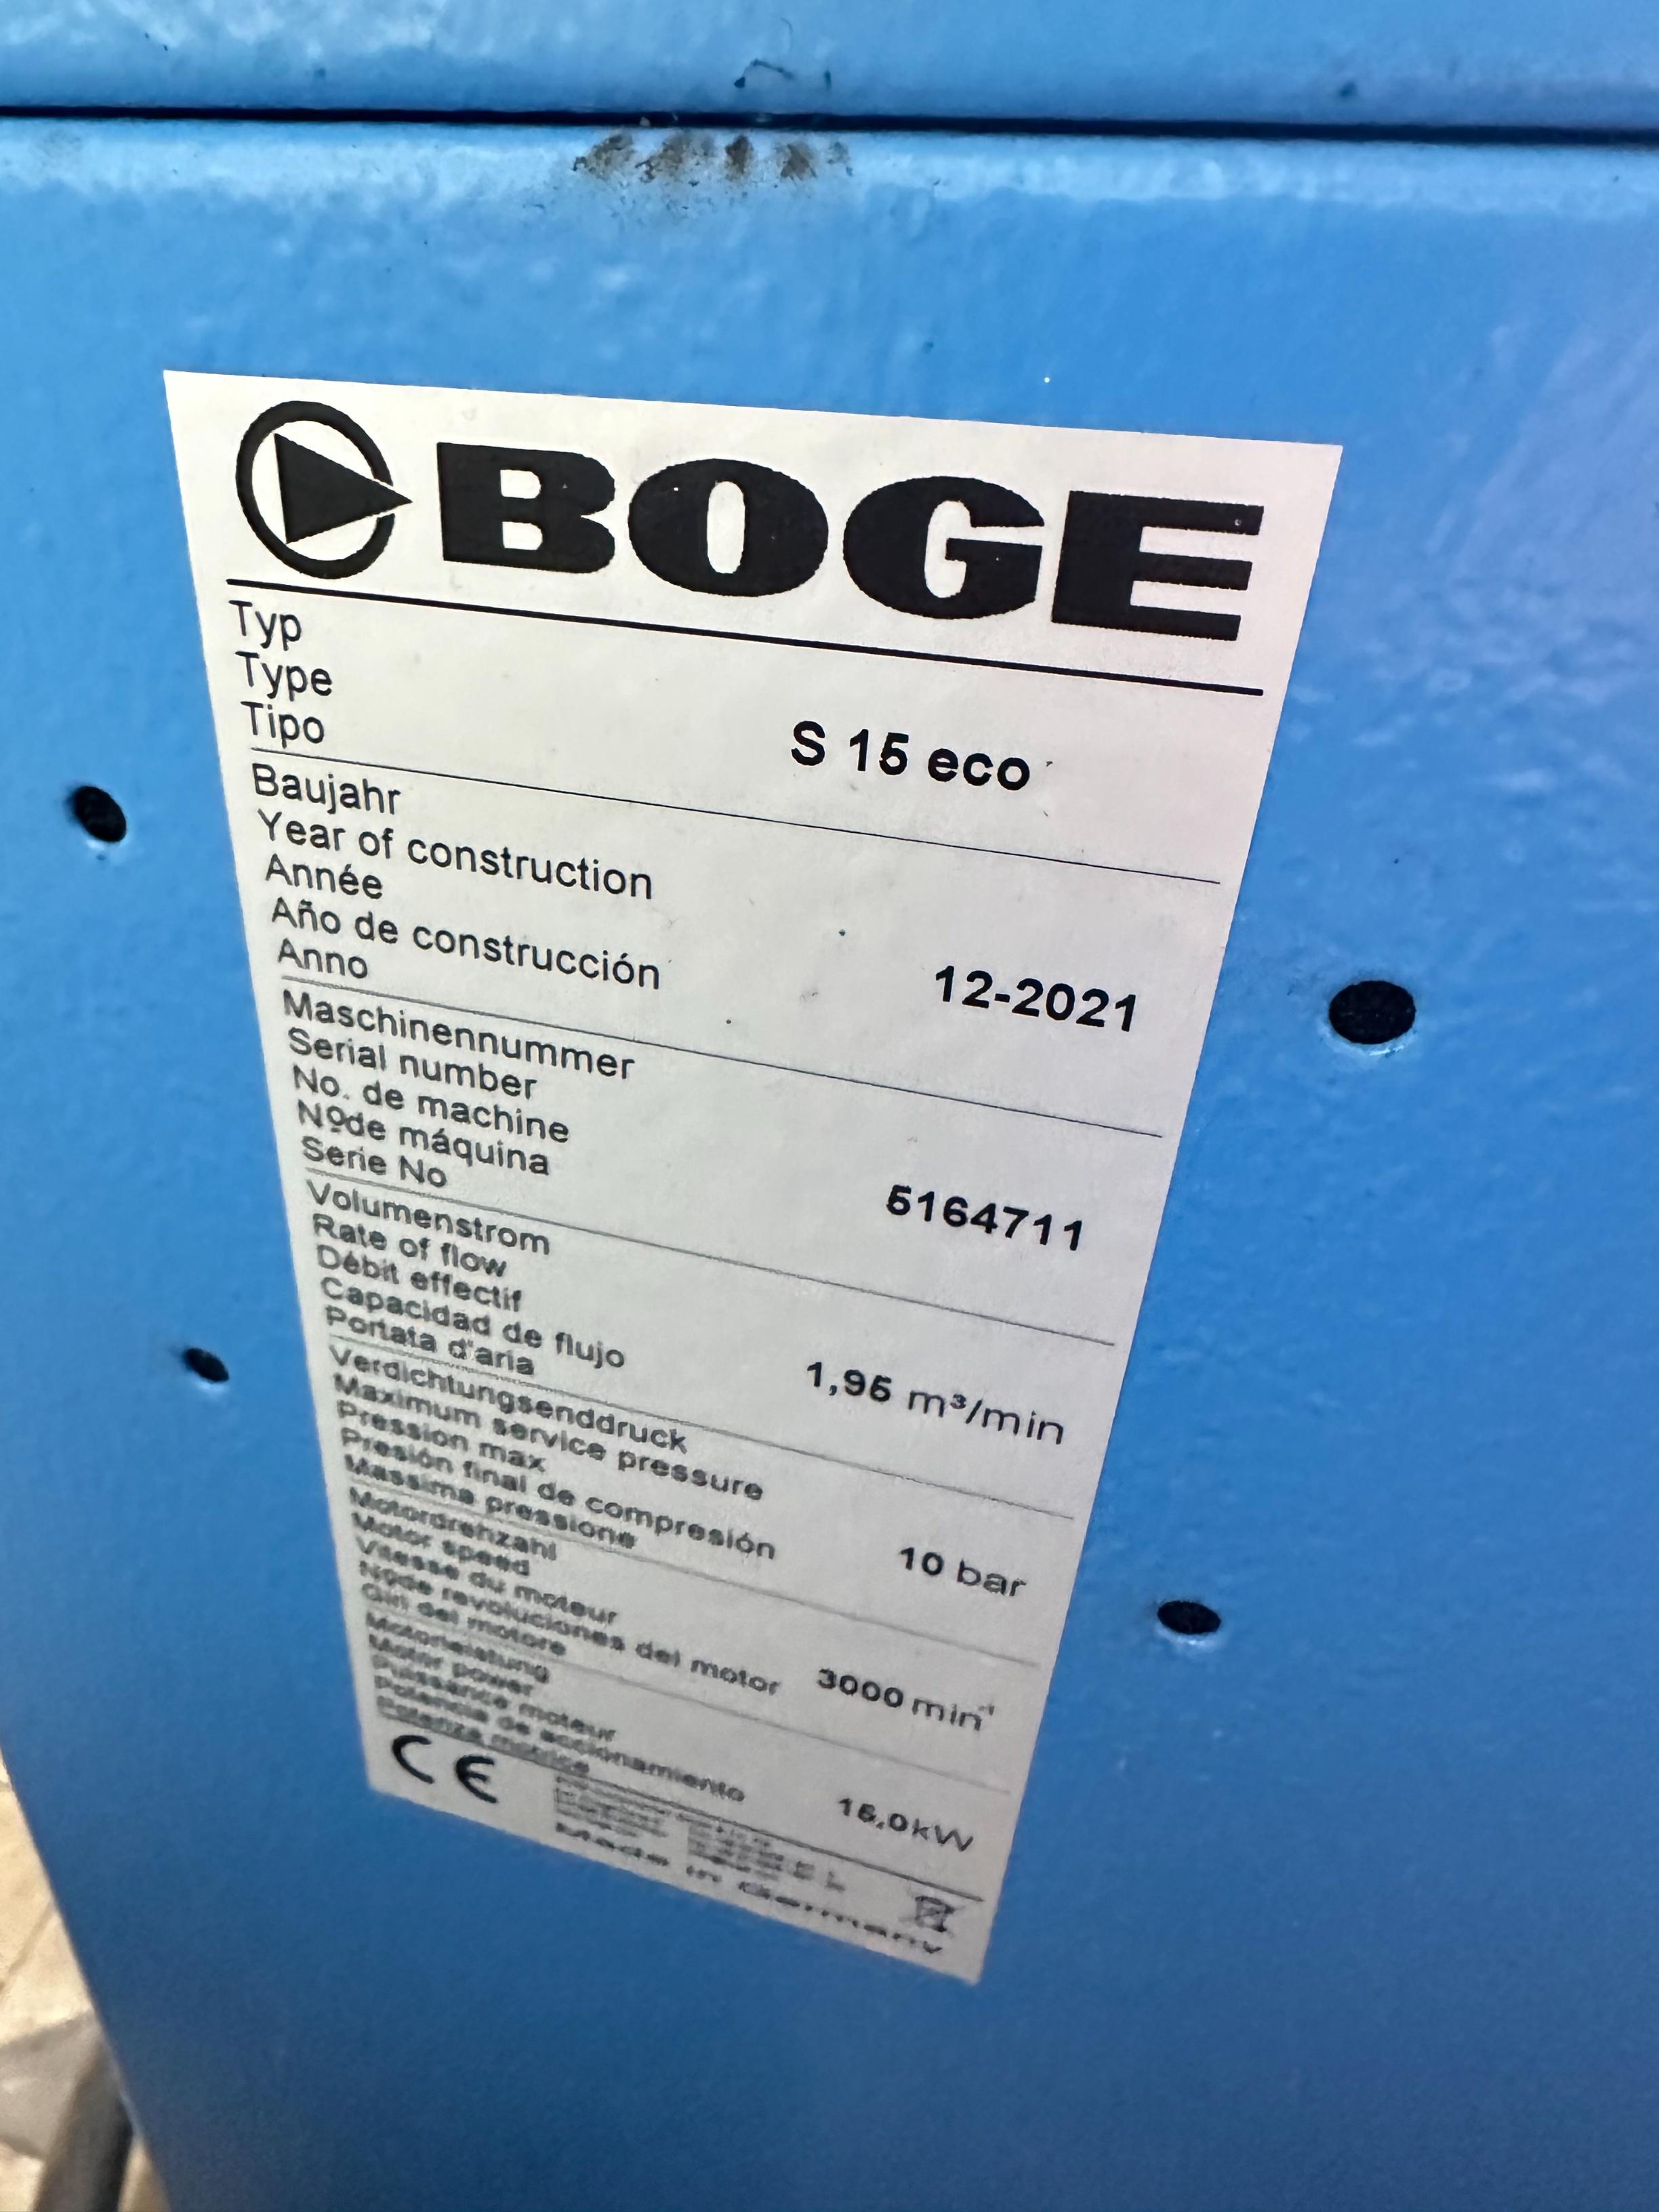 BOGE
Typ
Type
Tipo
S 15 eco
Baujahr
Year of construction
Année
Año de construcción
Anno
12-2021
Maschinennummer
Serial number
No. de machine
Nºde máquina
Serie No
5164711
Volumenstrom
Rate of flow
Débit effectif
Capacidad de flujo
Portata d'aria
1,95 m³/min
Verdichtungsenddruck
Maximum service pressure
Pression max
Presión final de compresión
Massima pressione
10 bar
Motordrehzahl
Motor speed
Vitesse du moteur
Nºde revoluciones del motor
Giri del motore
3000 min⁻¹
Motorleistung
Motor power
Puissance moteur
Potencia de accionamiento
Potenza motrice
15,0kW
CE
Made in Germany